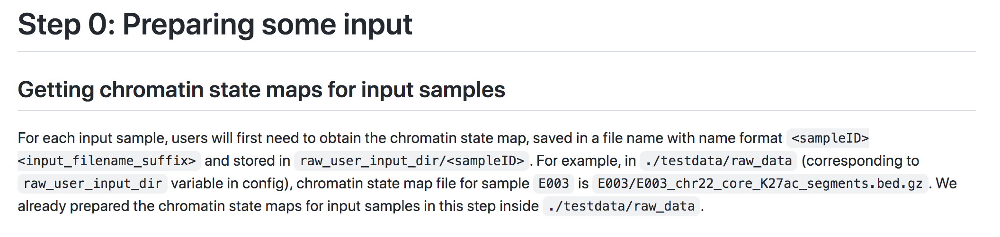 Step 0: Preparing some input
Getting chromatin state maps for input samples
For each input sample, users will first need to obtain the chromatin state map, saved in a file name with name format <sampleID>
<input_filename_suffix> and stored in raw_user_input_dir/<sampleID>. For example, in ./testdata/raw_data (corresponding to
raw_user_input_dir variable in config), chromatin state map file for sample E003 is E003/E003_chr22_core_K27ac_segments.bed.gz. We
already prepared the chromatin state maps for input samples in this step inside ./testdata/raw_data.